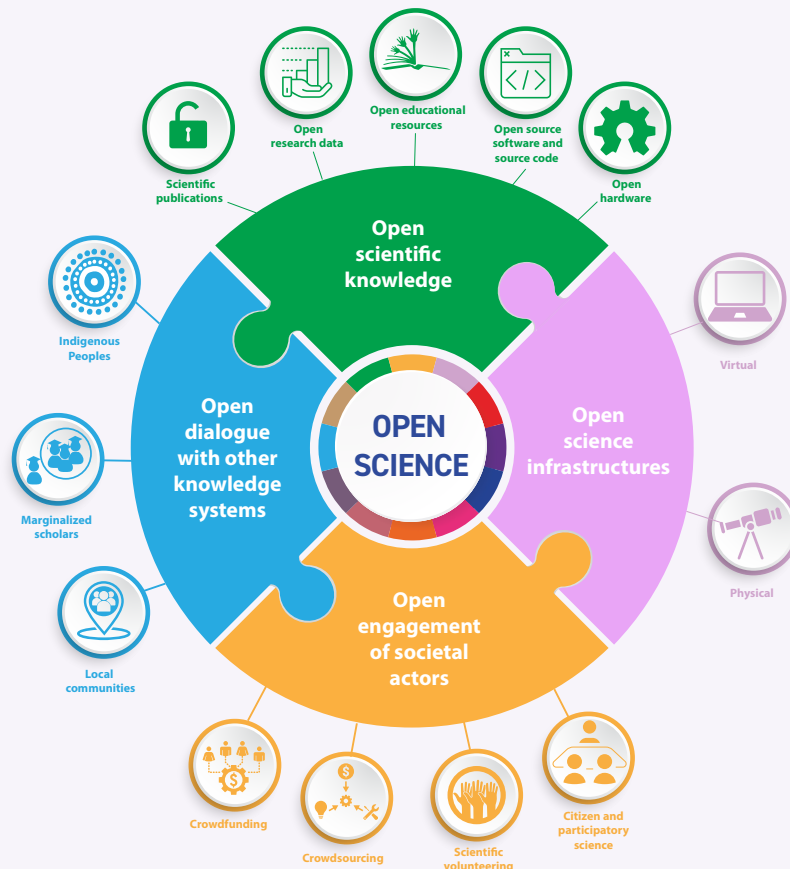 Open educational
resources
Open
research data
Open source
software and
source code
Scientific
publications
Open
hardware
Open
scientific
knowledge
Indigenous
Peoples
Virtual
Open
dialogue
with other
knowledge
systems
OPEN
SCIENCE
Open
science
infrastructures
Marginalized
scholars
Physical
Open
engagement
of societal
actors
Local
communities
Crowdfunding
Crowdsourcing
Scientific
volunteering
Citizen and
participatory
science